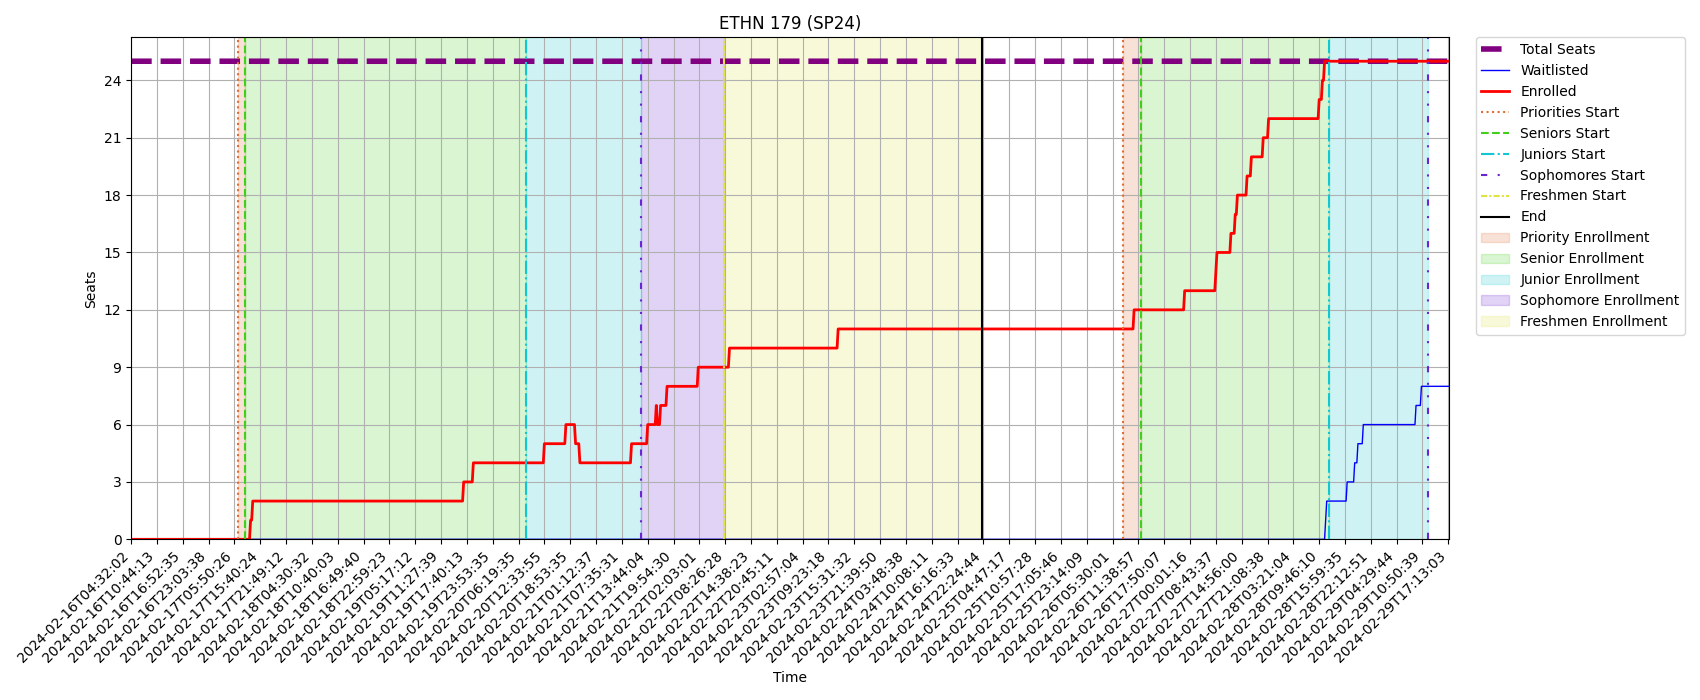 ETHN 179 (SP24)
Total Seats
Waitlisted
Enrolled
Priorities Start
Seniors Start
Juniors Start
Sophomores Start
Freshmen Start
End
Priority Enrollment
Senior Enrollment
Junior Enrollment
Sophomore Enrollment
Freshmen Enrollment
Seats
24
21
18
15
12
9
6
3
0
2024-02-16T04:32:02
2024-02-16T10:44:13
2024-02-16T16:52:35
2024-02-16T23:03:38
2024-02-17T05:50:26
2024-02-17T15:40:24
2024-02-17T21:49:12
2024-02-18T04:30:32
2024-02-18T10:40:03
2024-02-18T16:49:40
2024-02-18T22:59:23
2024-02-19T05:17:12
2024-02-19T11:27:39
2024-02-19T17:40:13
2024-02-19T23:53:35
2024-02-20T06:19:35
2024-02-20T12:33:55
2024-02-20T18:53:35
2024-02-21T01:12:37
2024-02-21T07:35:31
2024-02-21T13:44:04
2024-02-21T19:54:30
2024-02-22T02:03:01
2024-02-22T08:26:28
2024-02-22T14:38:23
2024-02-22T20:45:11
2024-02-23T02:57:04
2024-02-23T09:23:18
2024-02-23T15:31:32
2024-02-23T21:39:50
2024-02-24T03:48:38
2024-02-24T10:08:11
2024-02-24T16:16:33
2024-02-24T22:24:44
2024-02-25T04:47:17
2024-02-25T10:57:28
2024-02-25T17:05:46
2024-02-25T23:14:09
2024-02-26T05:30:01
2024-02-26T11:38:57
2024-02-26T17:50:07
2024-02-27T00:01:16
2024-02-27T08:43:37
2024-02-27T14:56:00
2024-02-27T21:08:38
2024-02-28T03:21:04
2024-02-28T09:46:10
2024-02-28T15:59:35
2024-02-28T22:12:51
2024-02-29T04:29:44
2024-02-29T10:50:39
2024-02-29T17:13:03
Time